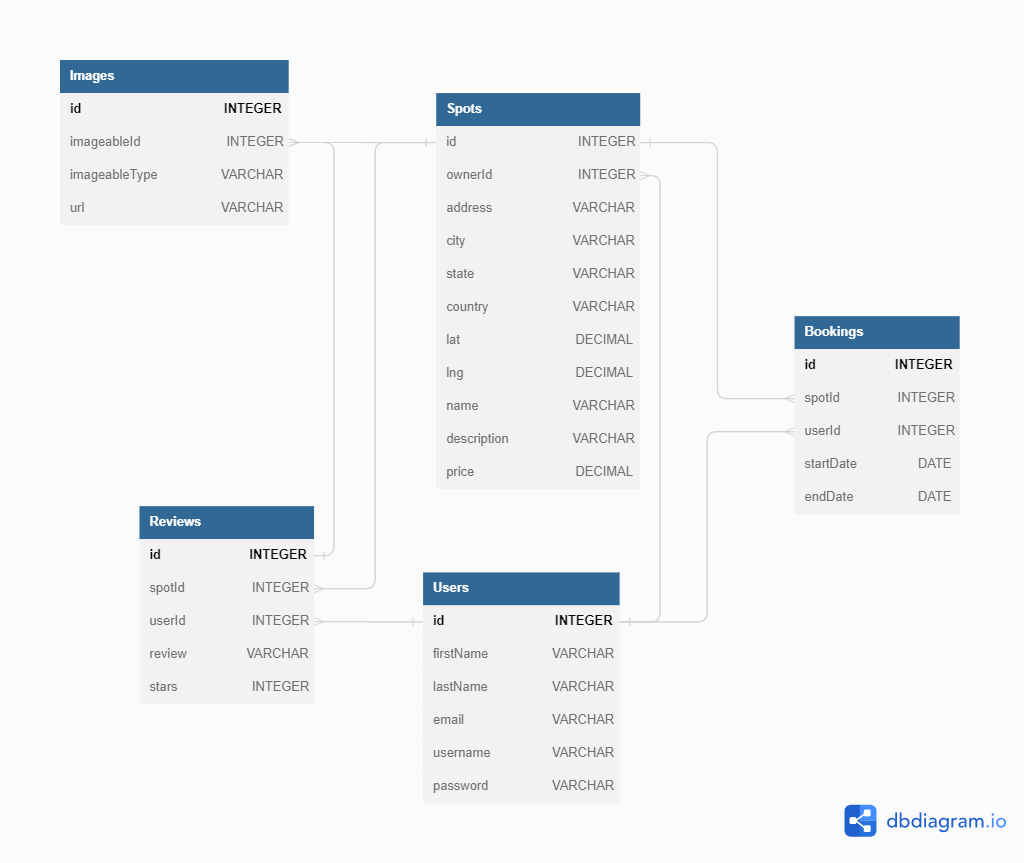 Images
id INTEGER
imageableId INTEGER
imageableType VARCHAR
url VARCHAR
Spots
id INTEGER
ownerId INTEGER
address VARCHAR
city VARCHAR
state VARCHAR
country VARCHAR
lat DECIMAL
lng DECIMAL
name VARCHAR
description VARCHAR
price DECIMAL
Bookings
id INTEGER
spotId INTEGER
userId INTEGER
startDate DATE
endDate DATE
Reviews
id INTEGER
spotId INTEGER
userId INTEGER
review VARCHAR
stars INTEGER
Users
id INTEGER
firstName VARCHAR
lastName VARCHAR
email VARCHAR
username VARCHAR
password VARCHAR
dbdiagram.io